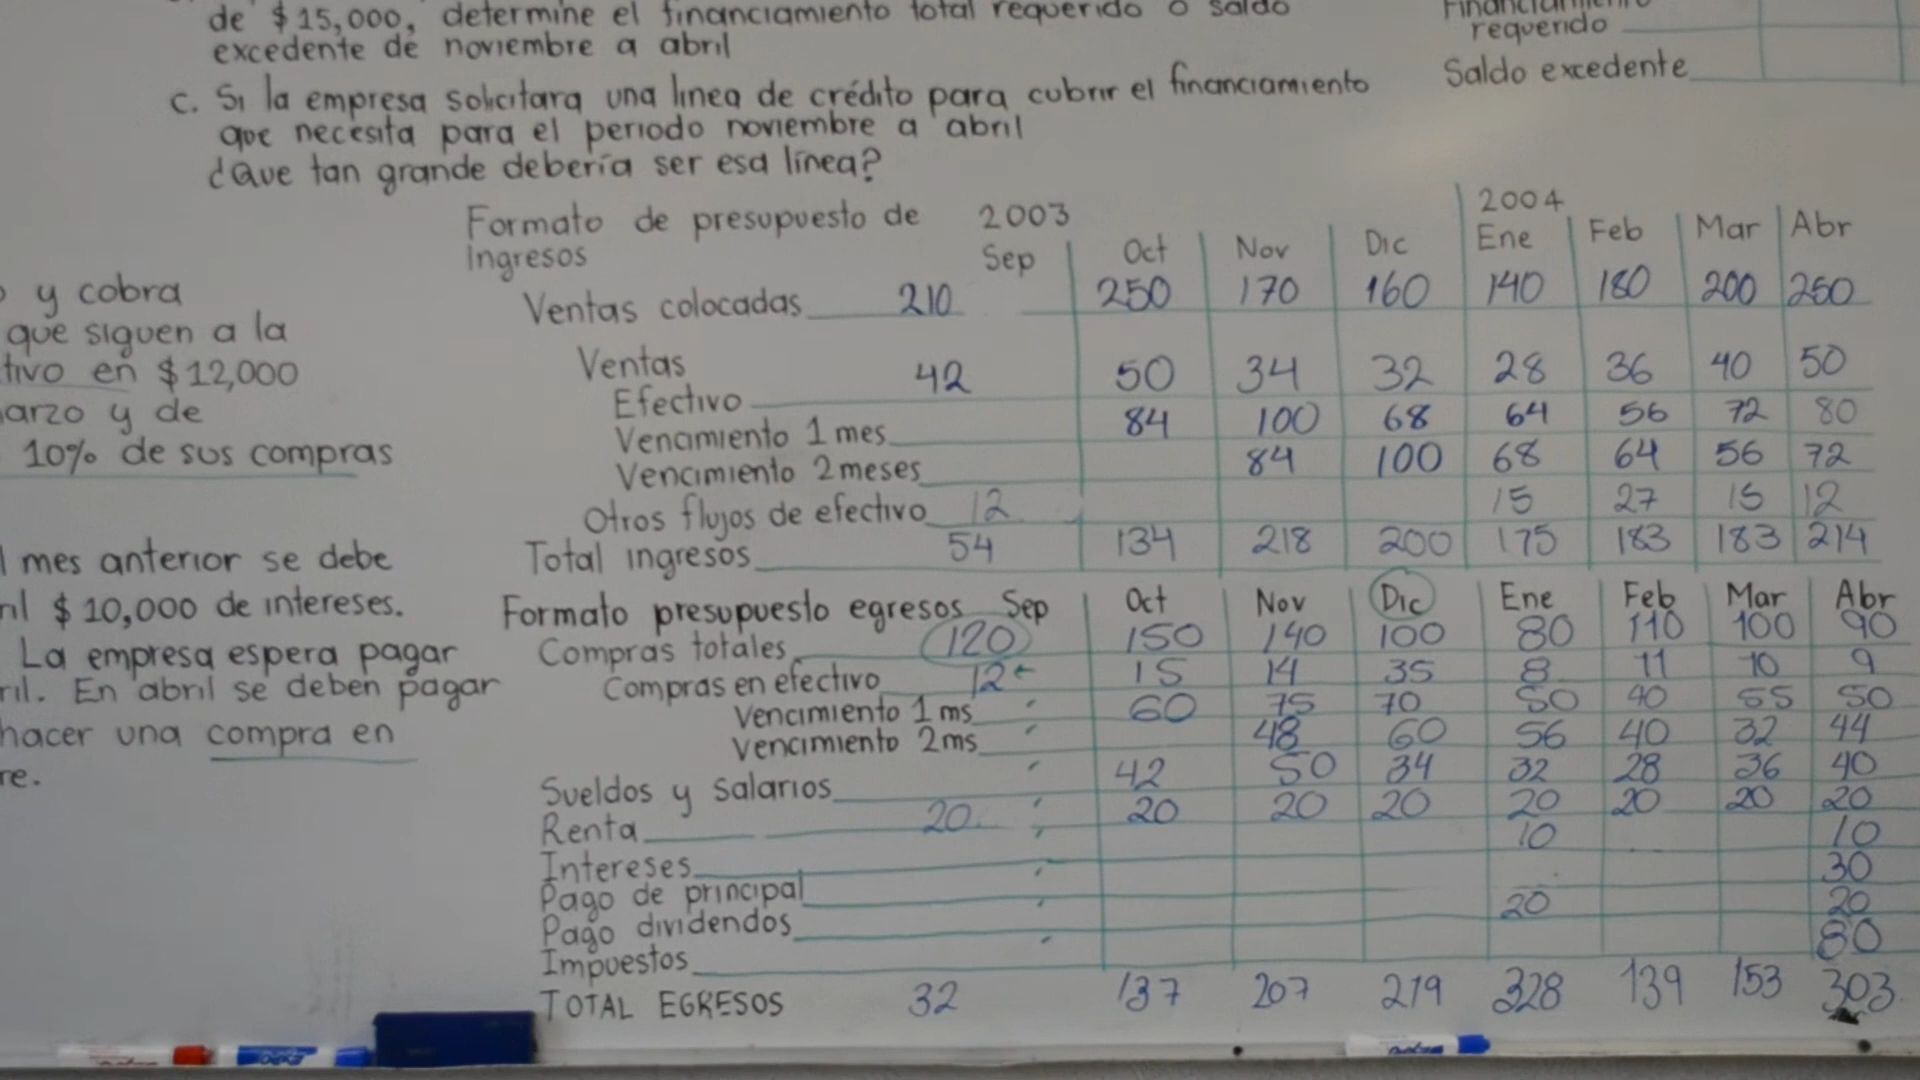 de $15,000, determine el financiamiento total requerido o saldo
excedente de noviembre a abril
c. Si la empresa solicitara una linea de crédito para cubrir el financiamiento
que necesita para el periodo noviembre a abril
¿Que tan grande debería ser esa línea?
requerido
Saldo excedente
y cobra
que siguen a la
tivo en $12,000
arzo y de
10% de sus compras
mes anterior se debe
ril $10,000 de intereses.
La empresa espera pagar
ril. En abril se deben pagar
hacer una compra en
re.
Formato de presupuesto de 2003 2004
Ingresos Sep Oct Nov Dic Ene Feb Mar Abr
Ventas colocadas 210 250 170 160 140 180 200 250
Ventas
Efectivo 42 50 34 32 28 36 40 50
Vencimiento 1 mes 84 100 68 64 56 72 80
Vencimiento 2 meses 84 100 68 64 56 72
Otros flujos de efectivo 12 15 27 15 12
Total ingresos 54 134 218 200 175 183 183 214
Formato presupuesto egresos Sep Oct Nov Dic Ene Feb Mar Abr
Compras totales 120 150 140 100 80 110 100 90
Compras en efectivo 12 15 14 35 8 11 10 9
Vencimiento 1 ms 60 75 70 50 40 55 50
Vencimiento 2 ms 48 60 56 40 32 44
Sueldos y salarios 42 50 34 32 28 36 40
Renta 20 20 20 20 20 20 20 20
Intereses 10 10
Pago de principal 30
Pago dividendos 20 20
Impuestos 80
TOTAL EGRESOS 32 137 207 219 328 139 153 303